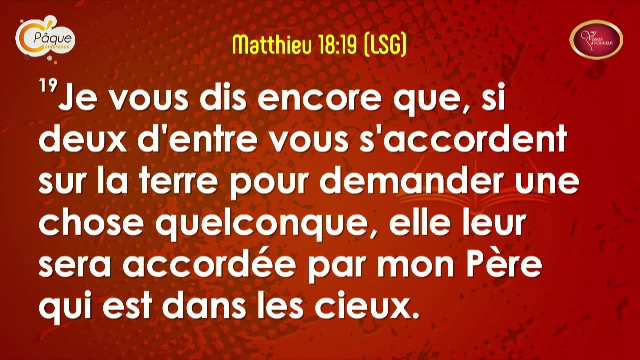 Pâque
Matthieu 18:19 (LSG)
19Je vous dis encore que, si
deux d'entre vous s'accordent
sur la terre pour demander une
chose quelconque, elle leur
sera accordée par mon Père
qui est dans les cieux.